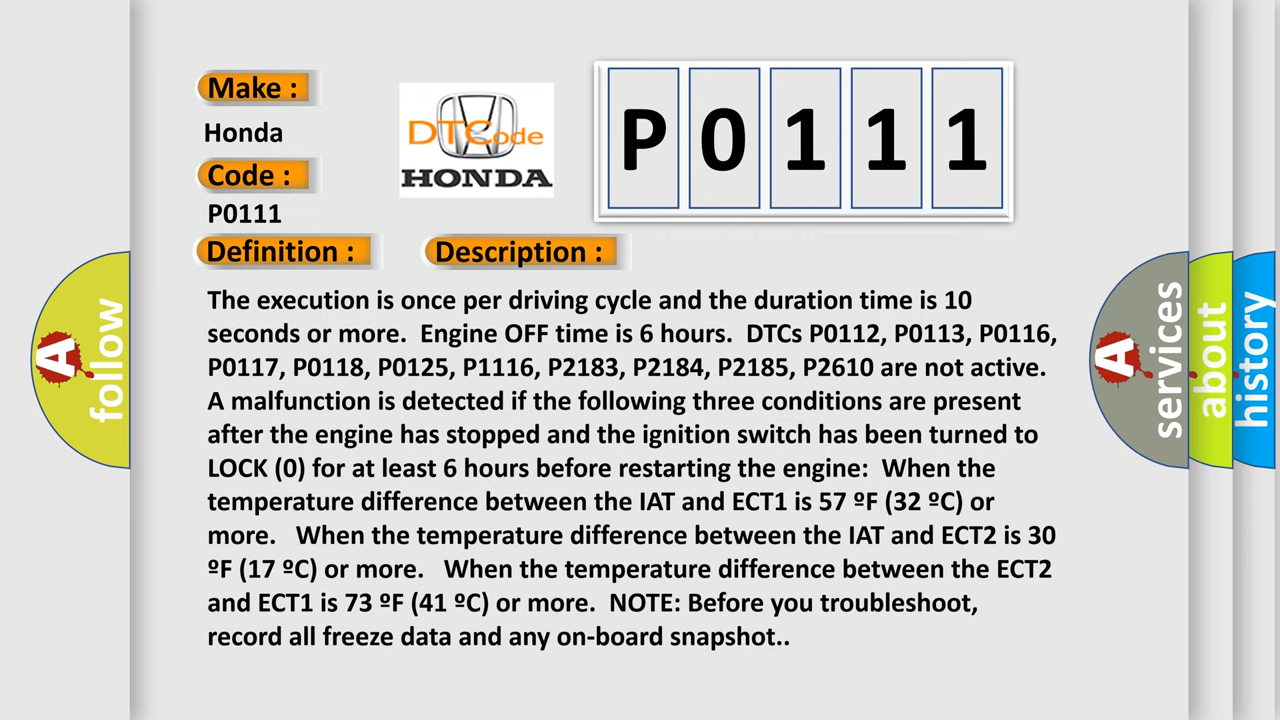 Make :
Honda
Code :
P0111
DTCode
HONDA
P0111
Definition :
Description :
The execution is once per driving cycle and the duration time is 10
seconds or more. Engine OFF time is 6 hours. DTCs P0112, P0113, P0116,
P0117, P0118, P0125, P1116, P2183, P2184, P2185, P2610 are not active.
A malfunction is detected if the following three conditions are present
after the engine has stopped and the ignition switch has been turned to
LOCK (0) for at least 6 hours before restarting the engine: When the
temperature difference between the IAT and ECT1 is 57 ºF (32 ºC) or
more. When the temperature difference between the IAT and ECT2 is 30
ºF (17 ºC) or more. When the temperature difference between the ECT2
and ECT1 is 73 ºF (41 ºC) or more. NOTE: Before you troubleshoot,
record all freeze data and any on-board snapshot..
A
follow
A
services
about
history